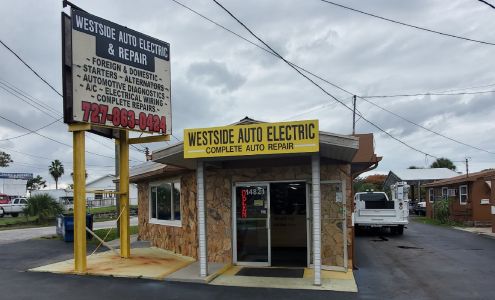 WESTSIDE AUTO ELECTRIC
& REPAIR
- FOREIGN & DOMESTIC -
STARTERS - ALTERNATORS
- AUTOMOTIVE DIAGNOSTICS -
A/C - ELECTRICAL WIRING
- COMPLETE REPAIRS -
727-863-0424
WESTSIDE AUTO ELECTRIC
COMPLETE AUTO REPAIR
14821
OPEN